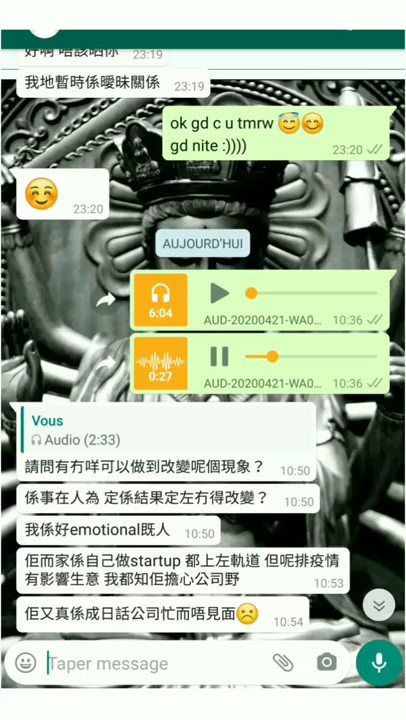 好啊 唔該晒你
23:19
我哋暫時係曖昧關係
23:19
ok gd c u tmrw 😇😊
gd nite :))))
23:20
☺️
23:20
AUJOURD'HUI
6:04
AUD-20200421-WA0...
10:36
0:27
AUD-20200421-WA0...
10:36
Vous
Audio (2:33)
請問有冇咩可以做到改變呢個現象？
10:50
係事在人為 定係結果定左冇得改變？
10:50
我係好emotional既人
10:50
佢而家係自己做startup 都上左軌道 但呢排疫情
有影響生意 我都知佢擔心公司野
10:53
佢又真係成日話公司忙而唔見面☹️
10:54
Taper message